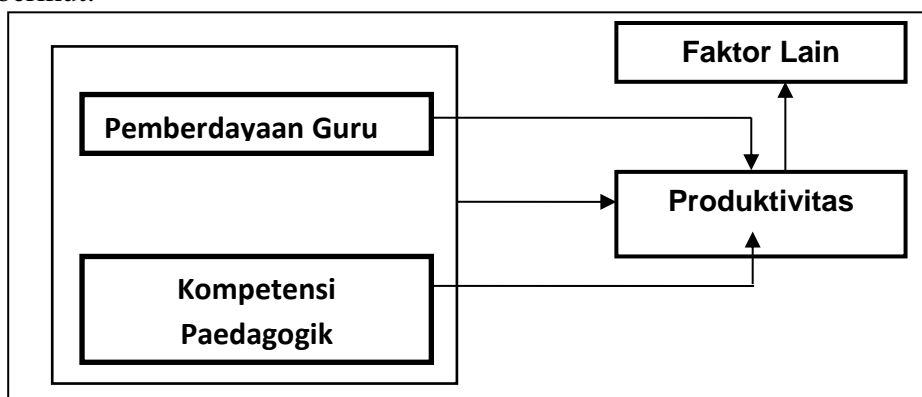 Faktor Lain
Pemberdayaan Guru
Produktivitas
Kompetensi
Paedagogik